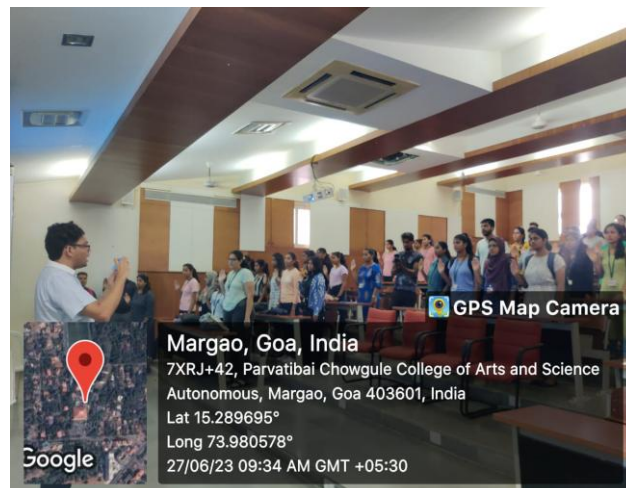 GPS Map Camera
Margao, Goa, India
7XRJ+42, Parvatibai Chowgule College of Arts and Science
Autonomous, Margao, Goa 403601, India
Lat 15.289695°
Long 73.980578°
27/06/23 09:34 AM GMT +05:30
Google